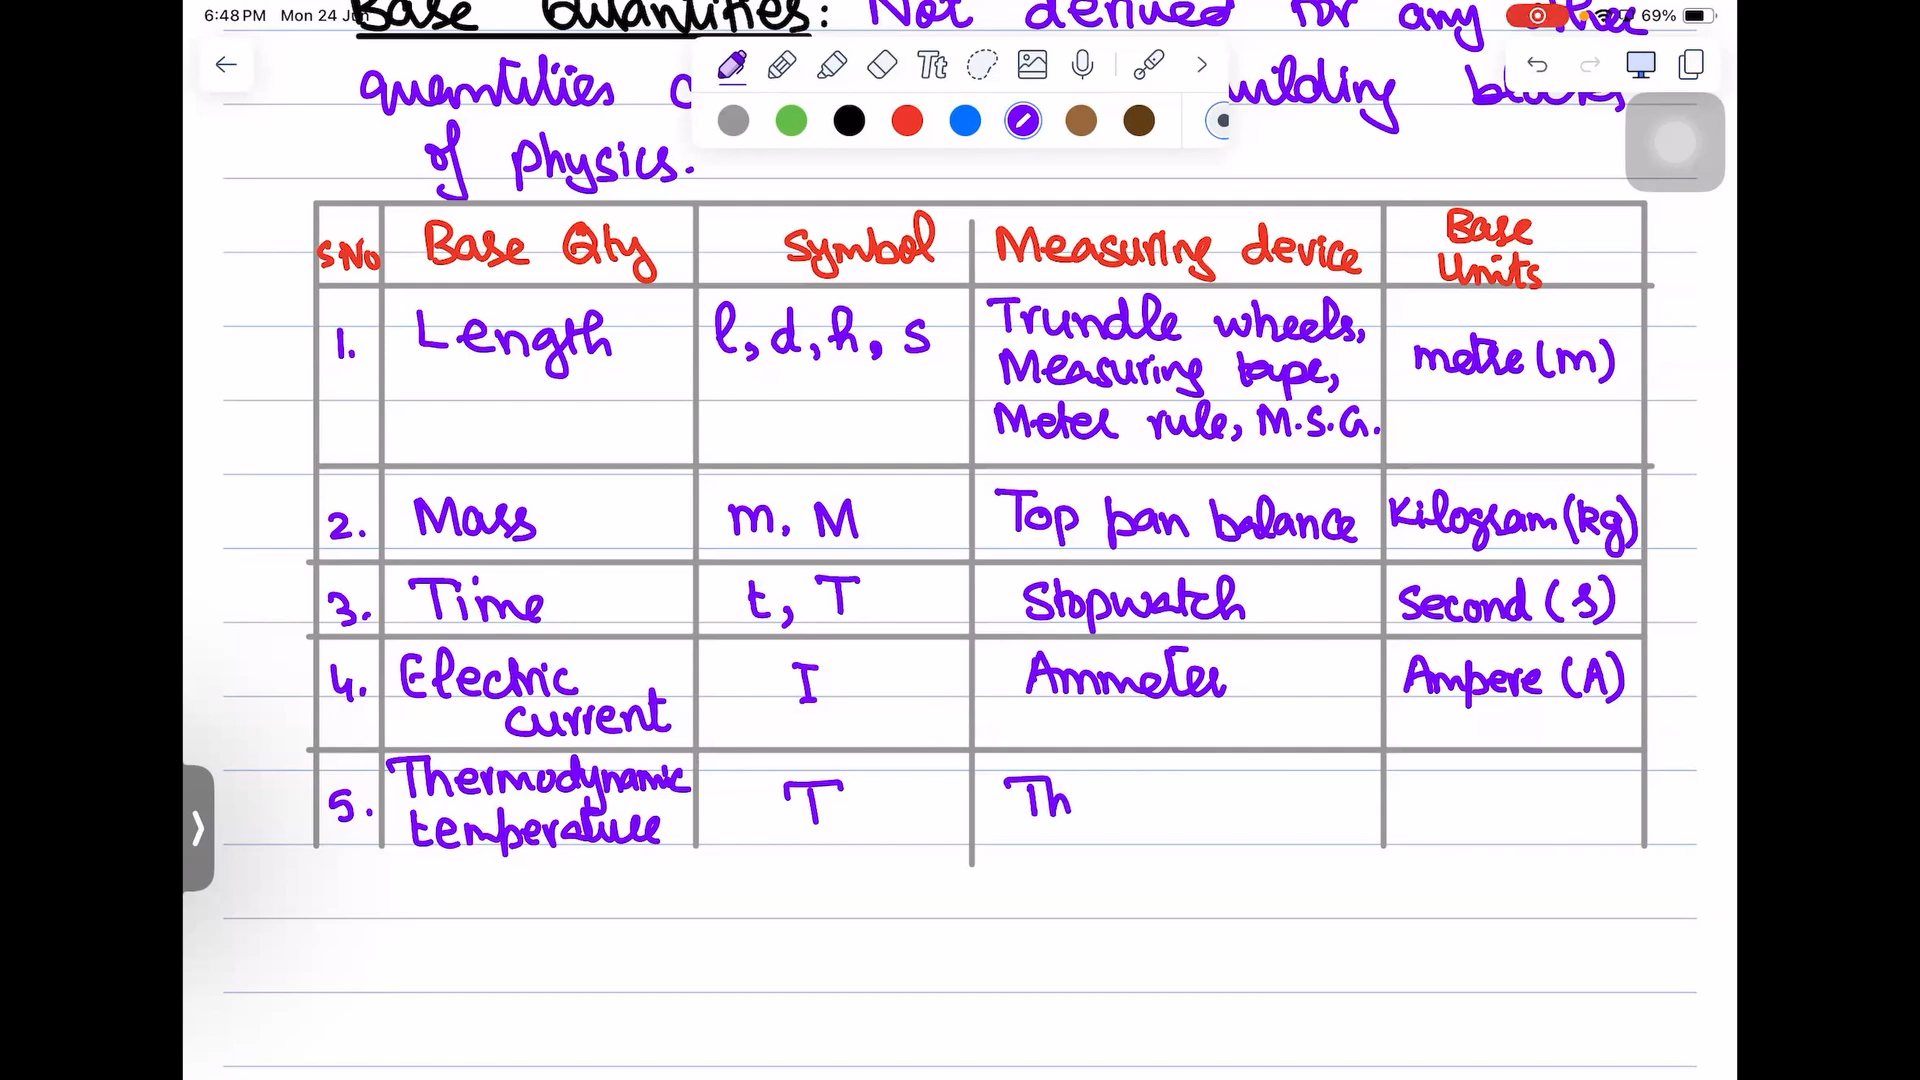 6:48 PM Mon 24 Jun 69%
Base Quantities: Not derived for any other
quantities building blocks
of physics.
Tt
S No Base Qty Symbol Measuring device Base Units
1. Length l, d, h, s Trundle wheels,
Measuring tape, metre (m)
Meter rule, M.S.G.
2. Mass m, M Top pan balance Kilogram (kg)
3. Time t, T Stopwatch second (s)
4. Electric current I Ammeter Ampere (A)
5. Thermodynamic temperature T Th